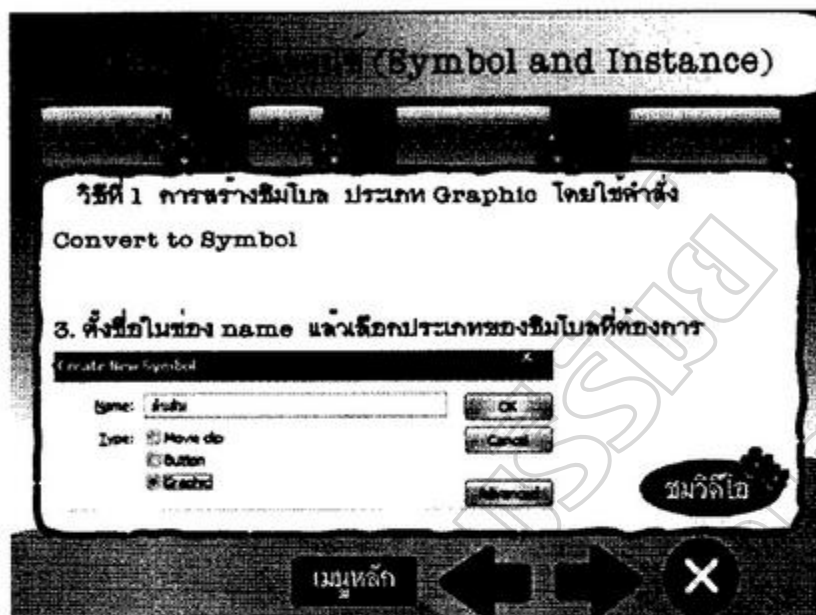 (Symbol and Instance)
วิธีที่ 1 การสร้างซิมโบล ประเภท Graphic โดยใช้คำสั่ง
Convert to Symbol
3. ตั้งชื่อในช่อง name แล้วเลือกประเภทของซิมโบลที่ต้องการ
Create New Symbol
Name:
OK
Type: Movie clip
Cancel
Button
Graphic
Advanced
ชมวิดีโอ
เมนูหลัก